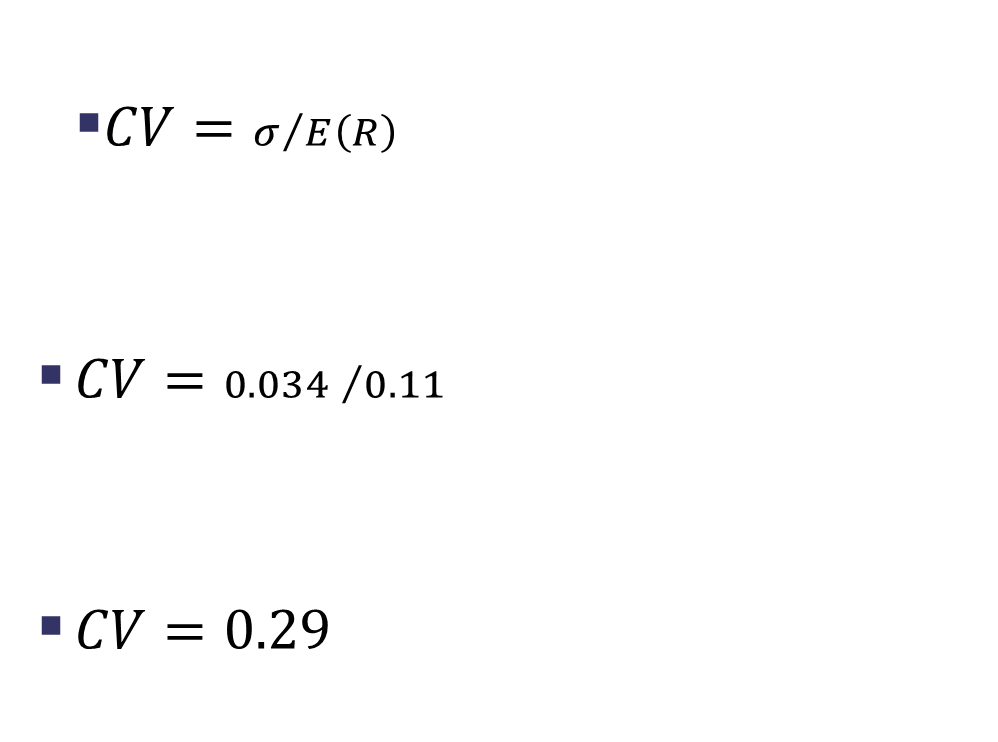 ▪CV = σ/E(R)
▪ CV = 0.034 /0.11
▪ CV = 0.29